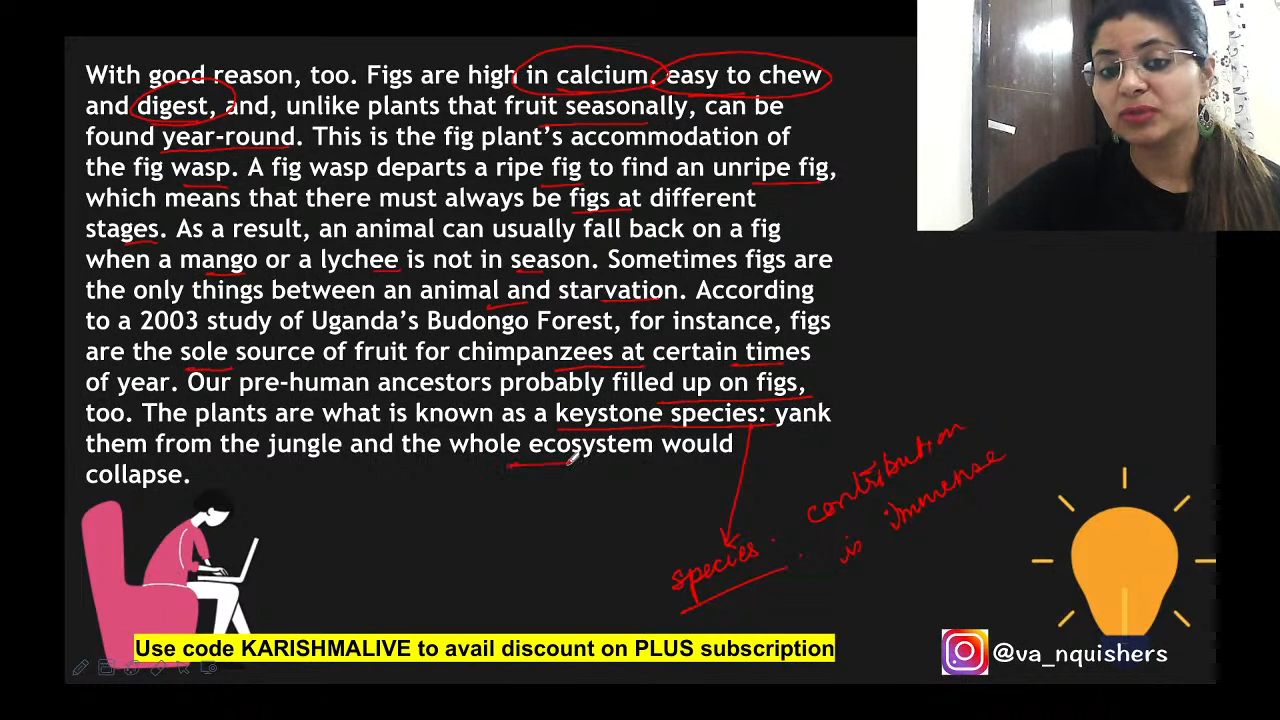 With good reason, too. Figs are high in calcium, easy to chew
and digest, and, unlike plants that fruit seasonally, can be
found year-round. This is the fig plant's accommodation of
the fig wasp. A fig wasp departs a ripe fig to find an unripe fig,
which means that there must always be figs at different
stages. As a result, an animal can usually fall back on a fig
when a mango or a lychee is not in season. Sometimes figs are
the only things between an animal and starvation. According
to a 2003 study of Uganda's Budongo Forest, for instance, figs
are the sole source of fruit for chimpanzees at certain times
of year. Our pre-human ancestors probably filled up on figs,
too. The plants are what is known as a keystone species: yank
them from the jungle and the whole ecosystem would
collapse.
species. contribution
is immense
Use code KARISHMALIVE to avail discount on PLUS subscription
@va_nquishers